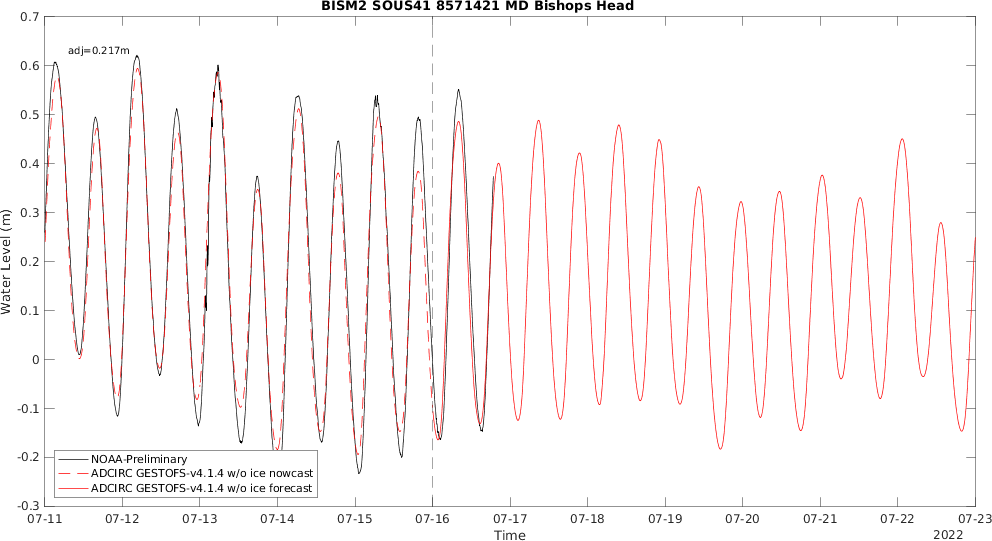 BISM2 SOUS41 8571421 MD Bishops Head
0.7
0.6
0.5
0.4
0.3
0.2
0.1
0
-0.1
-0.2
-0.3
Water Level (m)
adj=0.217m
NOAA-Preliminary
ADCIRC GESTOFS-v4.1.4 w/o ice nowcast
ADCIRC GESTOFS-v4.1.4 w/o ice forecast
07-11 07-12 07-13 07-14 07-15 07-16 07-17 07-18 07-19 07-20 07-21 07-22 07-23
Time
2022